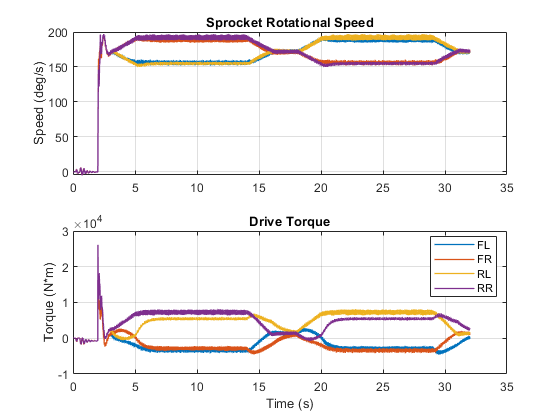 Sprocket Rotational Speed
200
150
100
50
0
Speed (deg/s)
0 5 10 15 20 25 30 35
Drive Torque
×10^4
3
2
1
0
-1
Torque (N*m)
FL
FR
RL
RR
0 5 10 15 20 25 30 35
Time (s)